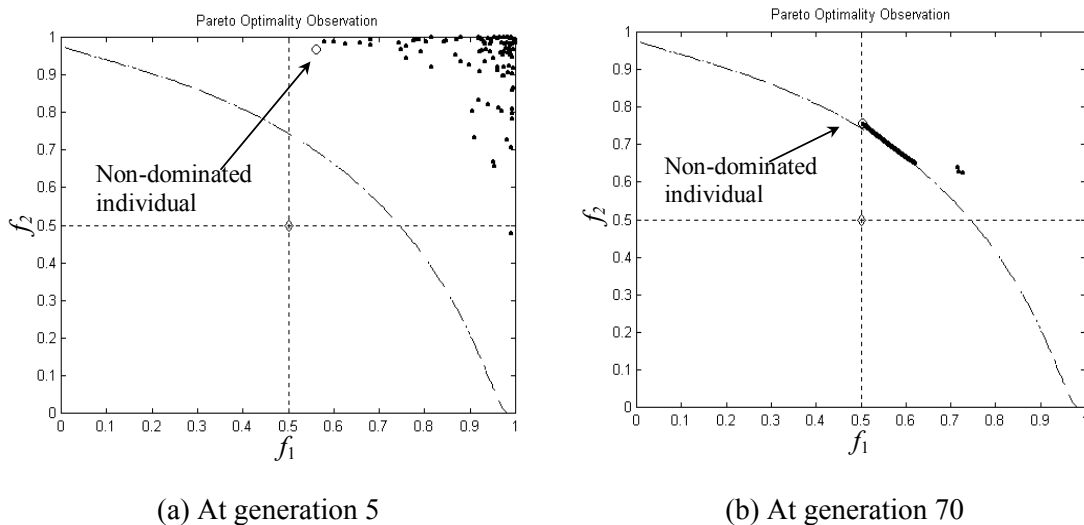 Pareto Optimality Observation
1
0.9
0.8
0.7
0.6
0.5
0.4
0.3
0.2
0.1
0
f2
Non-dominated
individual
0 0.1 0.2 0.3 0.4 0.5 0.6 0.7 0.8 0.9 1
f1
(a) At generation 5
Pareto Optimality Observation
1
0.9
0.8
0.7
0.6
0.5
0.4
0.3
0.2
0.1
0
f2
Non-dominated
individual
0 0.1 0.2 0.3 0.4 0.5 0.6 0.7 0.8 0.9 1
f1
(b) At generation 70